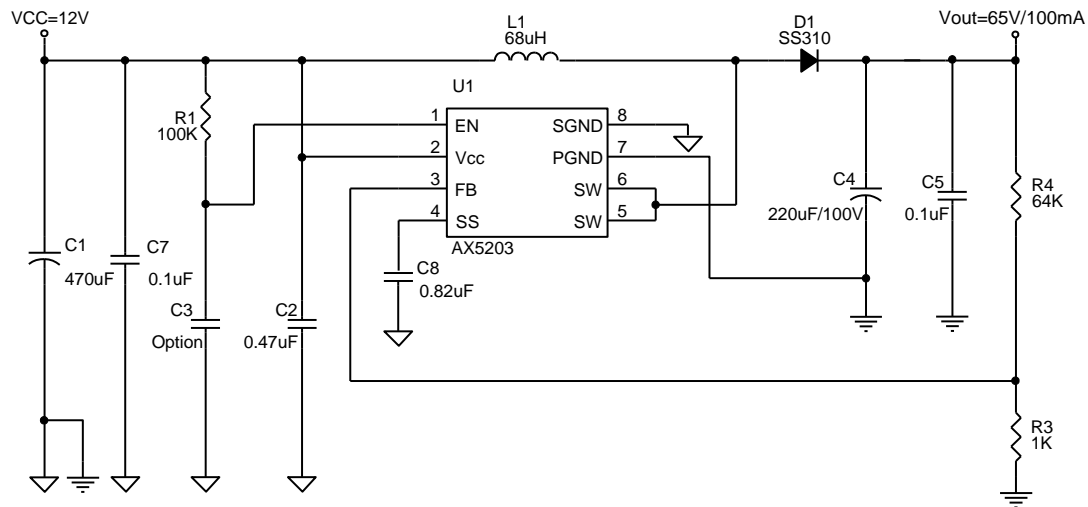 VCC=12V
L1
68uH
D1
SS310
Vout=65V/100mA
U1
R1
100K
1
EN
SGND
8
2
Vcc
PGND
7
3
FB
SW
6
4
SS
SW
5
AX5203
C4
220uF/100V
C5
0.1uF
R4
64K
C1
470uF
C7
0.1uF
C8
0.82uF
C3
Option
C2
0.47uF
R3
1K